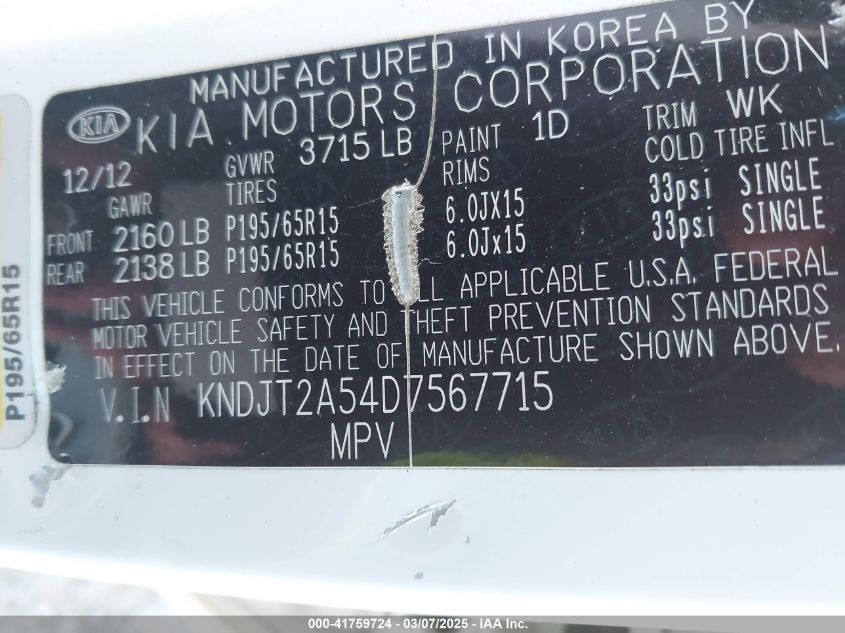 MANUFACTURED IN KOREA BY
KIA MOTORS CORPORATION
KIA
12/12 GVWR 3715 LB PAINT 1D TRIM WK
GAWR TIRES RIMS COLD TIRE INFL
FRONT 2160 LB P195/65R15 6.0JX15 33psi SINGLE
REAR 2138 LB P195/65R15 6.0Jx15 33psi SINGLE
THIS VEHICLE CONFORMS TO LL APPLICABLE U.S.A. FEDERAL
MOTOR VEHICLE SAFETY AND THEFT PREVENTION STANDARDS
IN EFFECT ON THE DATE OF MANUFACTURE SHOWN ABOVE.
V.I.N KNDJT2A54D7567715
MPV
P195/65R15
000-41759724 — 03/07/2025 — IAA Inc.